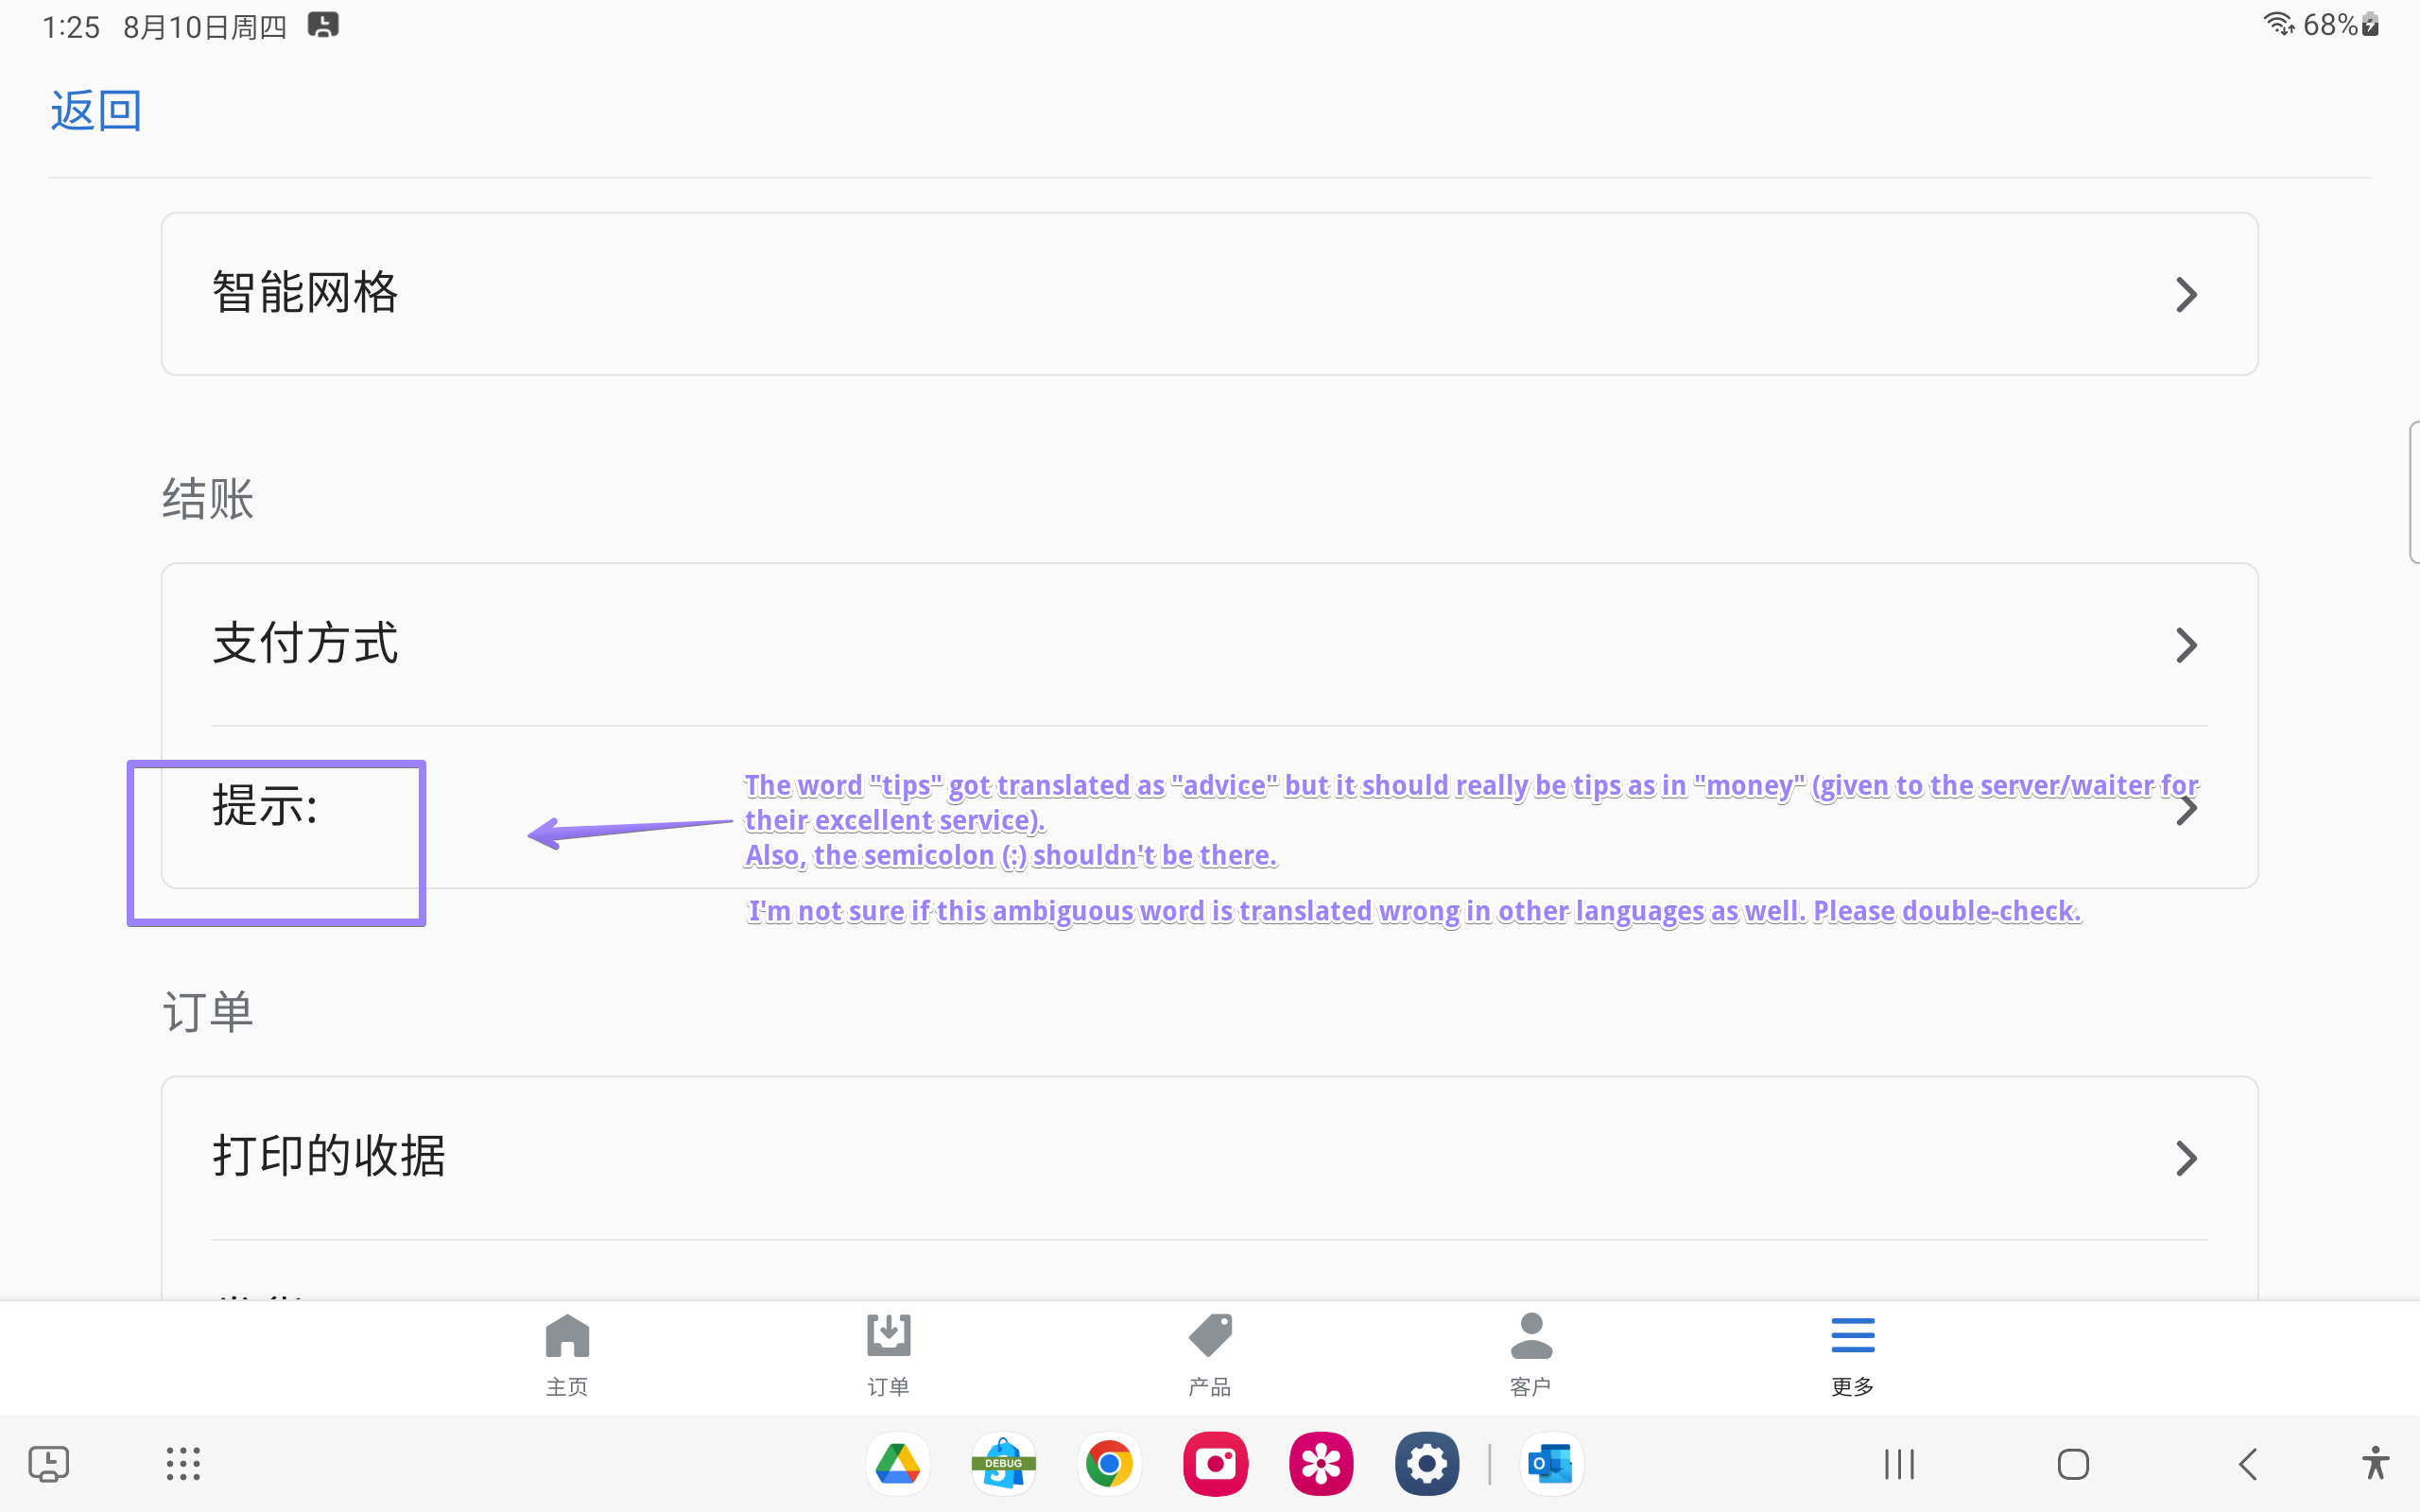 1:25 8月10日周四
68%
返回
智能网格
结账
支付方式
提示:
The word "tips" got translated as "advice" but it should really be tips as in "money" (given to the server/waiter for
their excellent service).
Also, the semicolon (:) shouldn't be there.
I'm not sure if this ambiguous word is translated wrong in other languages as well. Please double-check.
订单
打印的收据
主页 订单 产品 客户 更多
DEBUG